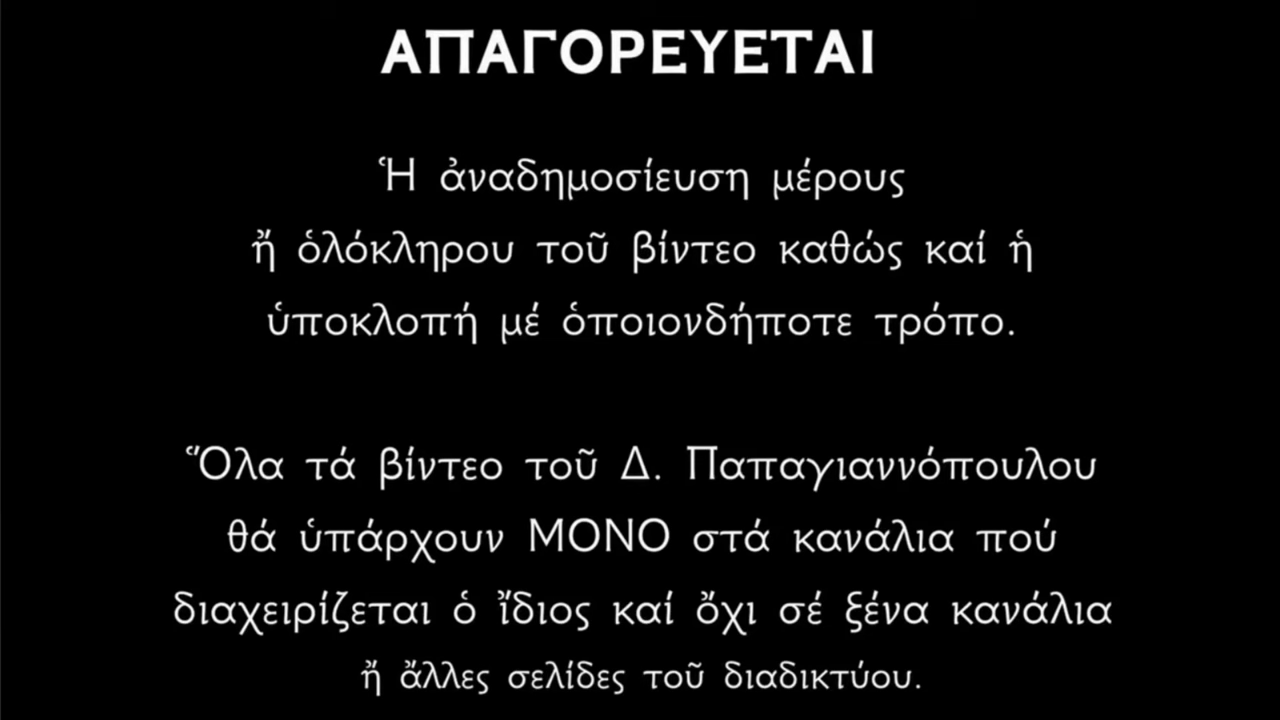 ΑΠΑΓΟΡΕΥΕΤΑΙ
Ἡ ἀναδημοσίευση μέρους
ἤ ὁλόκληρου τοῦ βίντεο καθώς καί ἡ
ὑποκλοπή μέ ὁποιονδήποτε τρόπο.
Ὅλα τά βίντεο τοῦ Δ. Παπαγιαννόπουλου
θά ὑπάρχουν ΜΟΝΟ στά κανάλια πού
διαχειρίζεται ὁ ἴδιος καί ὄχι σέ ξένα κανάλια
ἤ ἄλλες σελίδες τοῦ διαδικτύου.